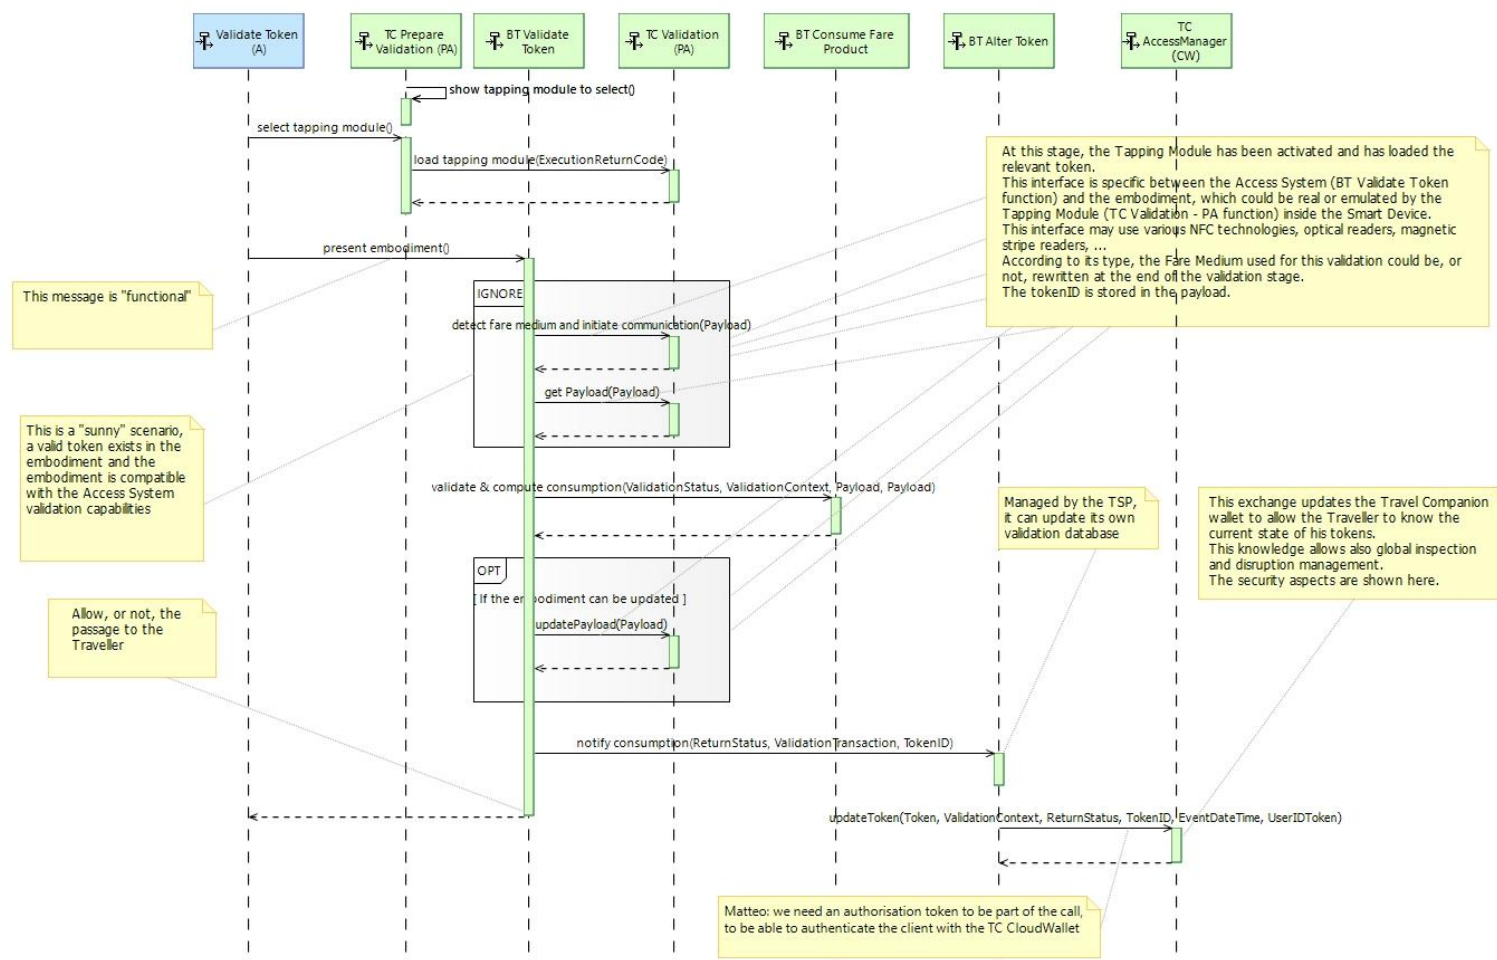 Validate Token
(A)
TC Prepare
Validation (PA)
BT Validate
Token
TC Validation
(PA)
BT Consume Fare
Product
BT Alter Token
TC
AccessManager
(CW)
show tapping module to select()
select tapping module()
load tapping module(ExecutionReturnCode)
At this stage, the Tapping Module has been activated and has loaded the
relevant token.
This interface is specific between the Access System (BT Validate Token
function) and the embodiment, which could be real or emulated by the
Tapping Module (TC Validation - PA function) inside the Smart Device.
This interface may use various NFC technologies, optical readers, magnetic
stripe readers, ...
According to its type, the Fare Medium used for this validation could be, or
not, rewritten at the end of the validation stage.
The tokenID is stored in the payload.
present embodiment()
This message is "functional"
IGNORE
detect fare medium and initiate communication(Payload)
get Payload(Payload)
This is a "sunny" scenario,
a valid token exists in the
embodiment and the
embodiment is compatible
with the Access System
validation capabilities
validate & compute consumption(ValidationStatus, ValidationContext, Payload, Payload)
Managed by the TSP,
it can update its own
validation database
This exchange updates the Travel Companion
wallet to allow the Traveller to know the
current state of his tokens.
This knowledge allows also global inspection
and disruption management.
The security aspects are shown here.
OPT
[ If the embodiment can be updated ]
updatePayload(Payload)
Allow, or not, the
passage to the
Traveller
notify consumption(ReturnStatus, ValidationTransaction, TokenID)
updateToken(Token, ValidationContext, ReturnStatus, TokenID, EventDateTime, UserIDToken)
Matteo: we need an authorisation token to be part of the call,
to be able to authenticate the client with the TC CloudWallet